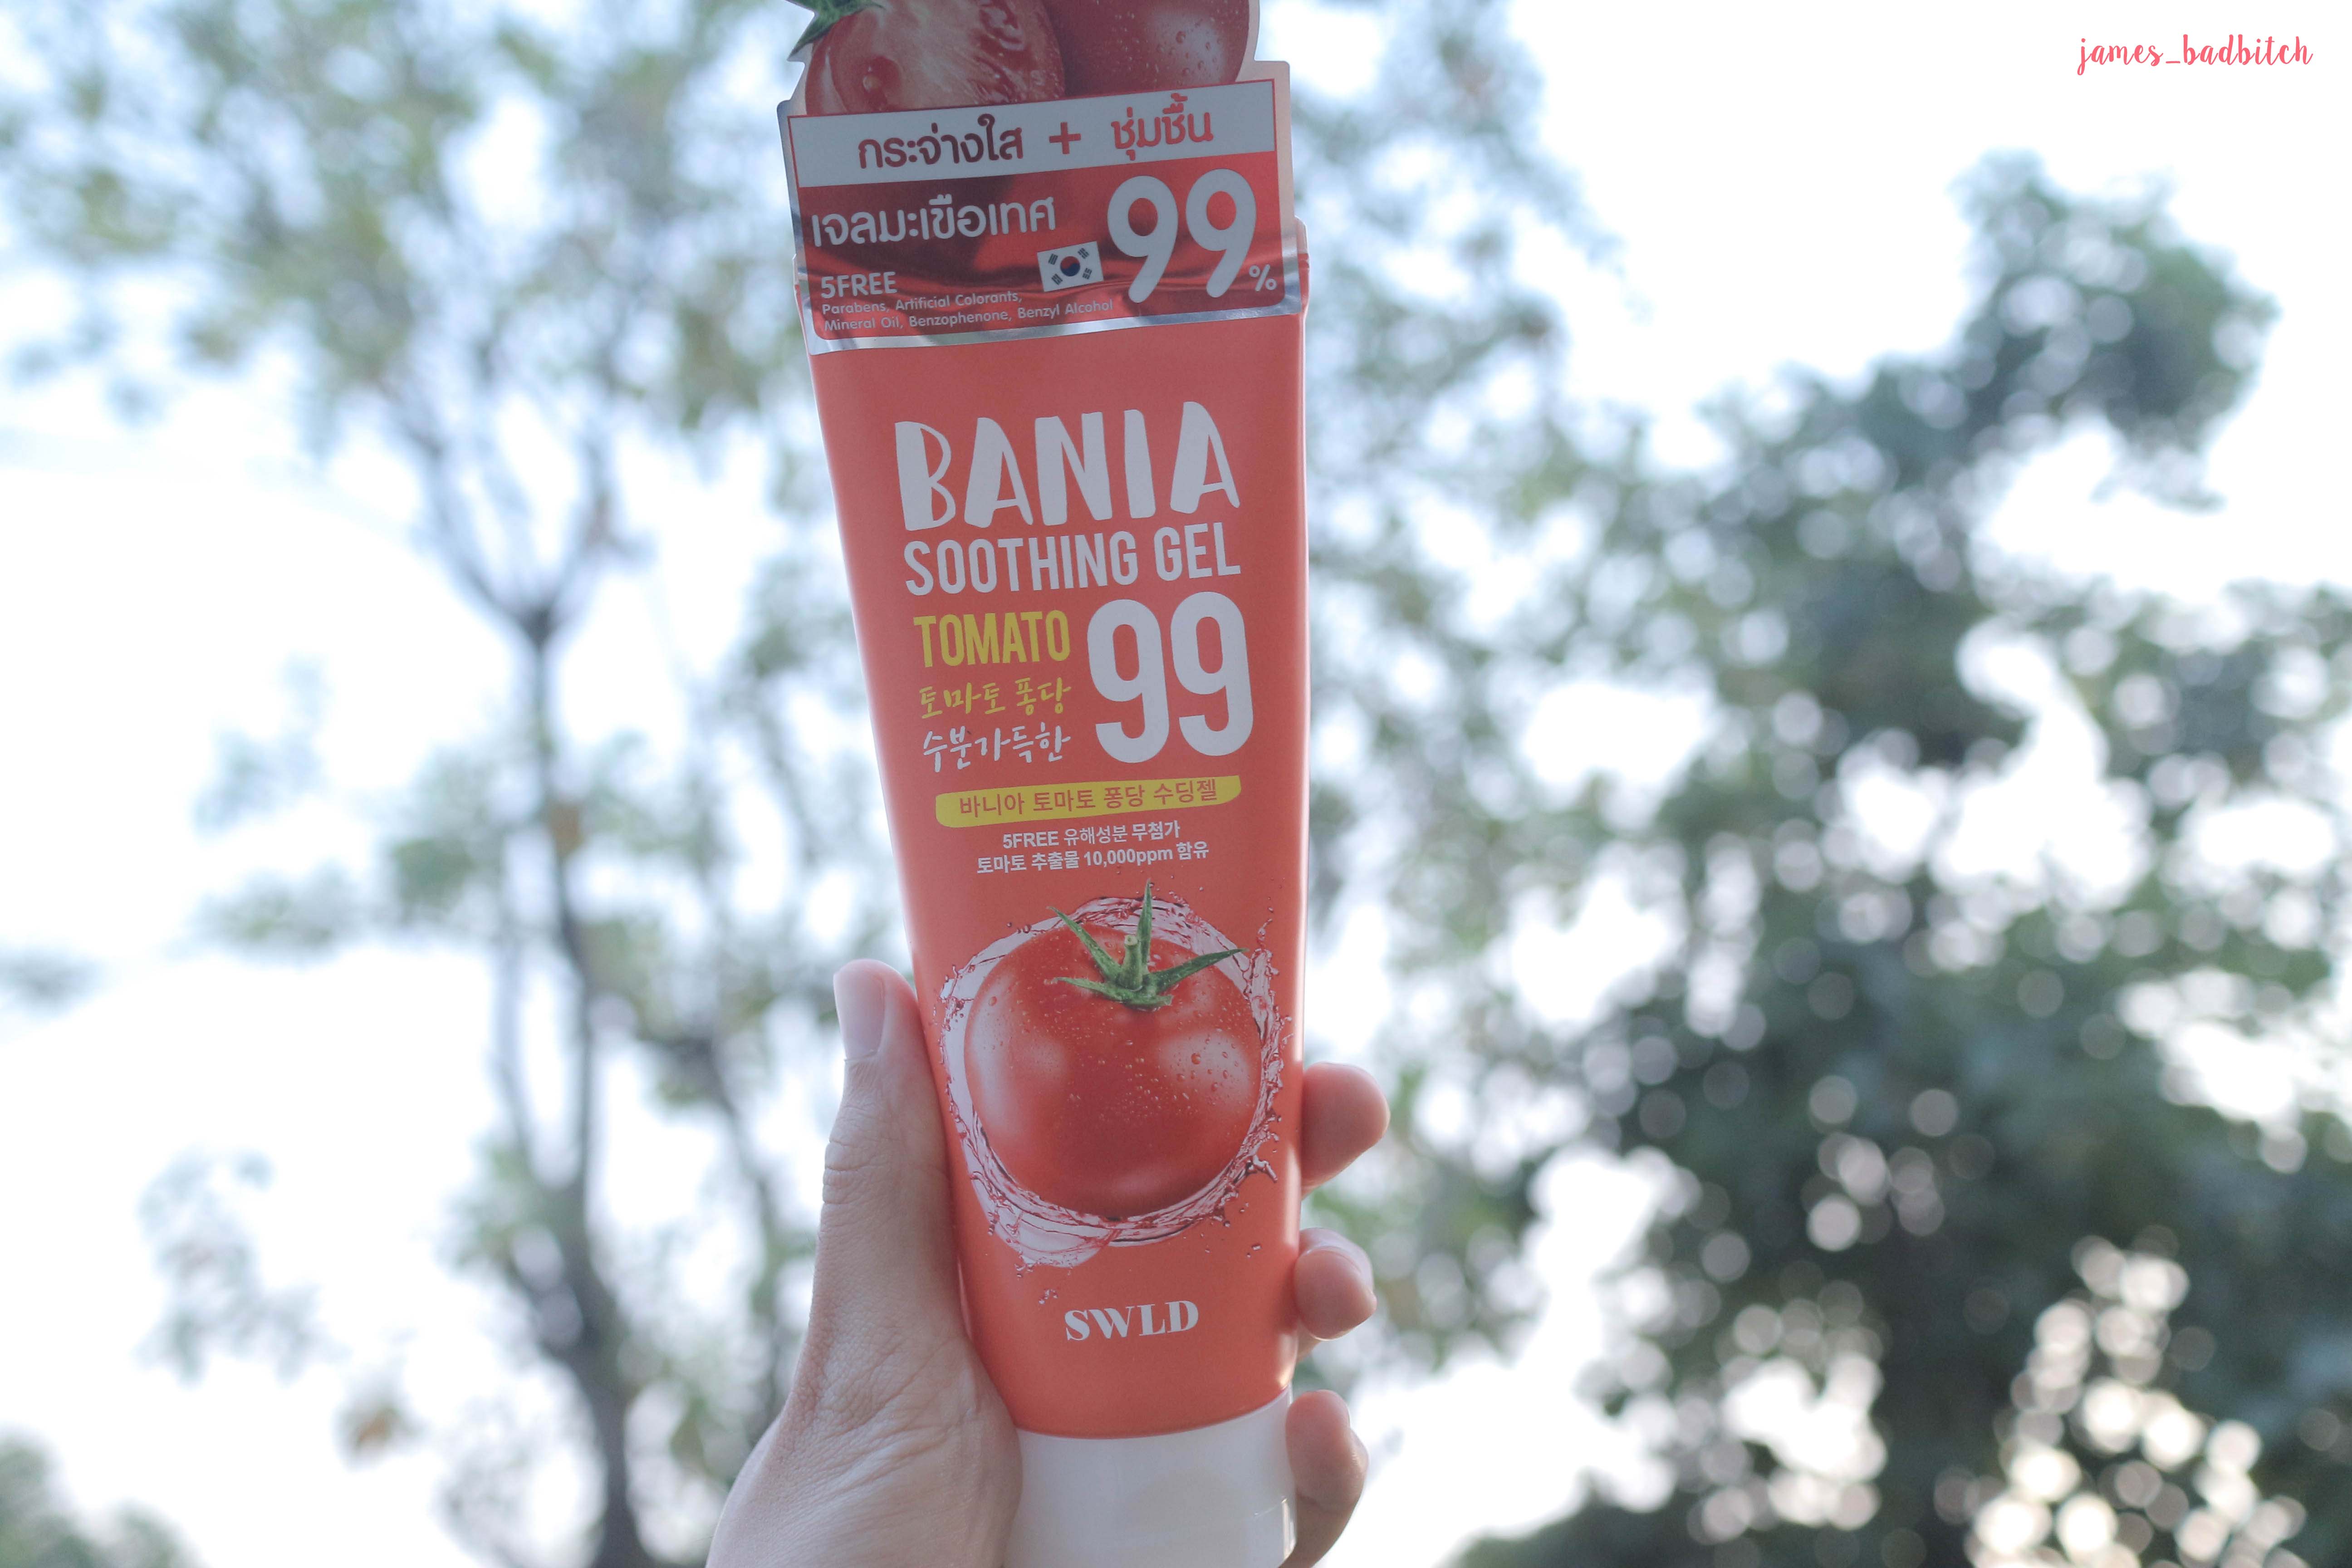 james_badbitch
กระจ่างใส + ชุ่มชื้น
เจลมะเขือเทศ 99%
5FREE
Parabens, Artificial Colorants,
Mineral Oil, Benzophenone, Benzyl Alcohol
BANIA
SOOTHING GEL
TOMATO 99
토마토 퐁당
수분가득한
바니아 토마토 퐁당 수딩젤
5FREE 유해성분 무첨가
토마토 추출물 10,000ppm 함유
SWLD